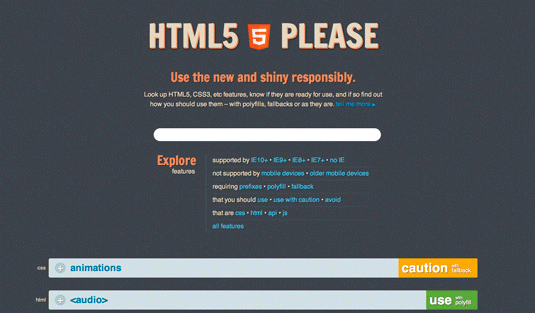 HTML5 5 PLEASE
Use the new and shiny responsibly.
Look up HTML5, CSS3, etc features, know if they are ready for use, and if so find out
how you should use them – with polyfills, fallbacks or as they are. tell me more ▸
Explore
features
supported by IE10+ • IE9+ • IE8+ • IE7+ • no IE
not supported by mobile devices • older mobile devices
requiring prefixes • polyfill • fallback
that you should use • use with caution • avoid
that are css • html • api • js
all features
css animations caution with fallback
html <audio> use with polyfill